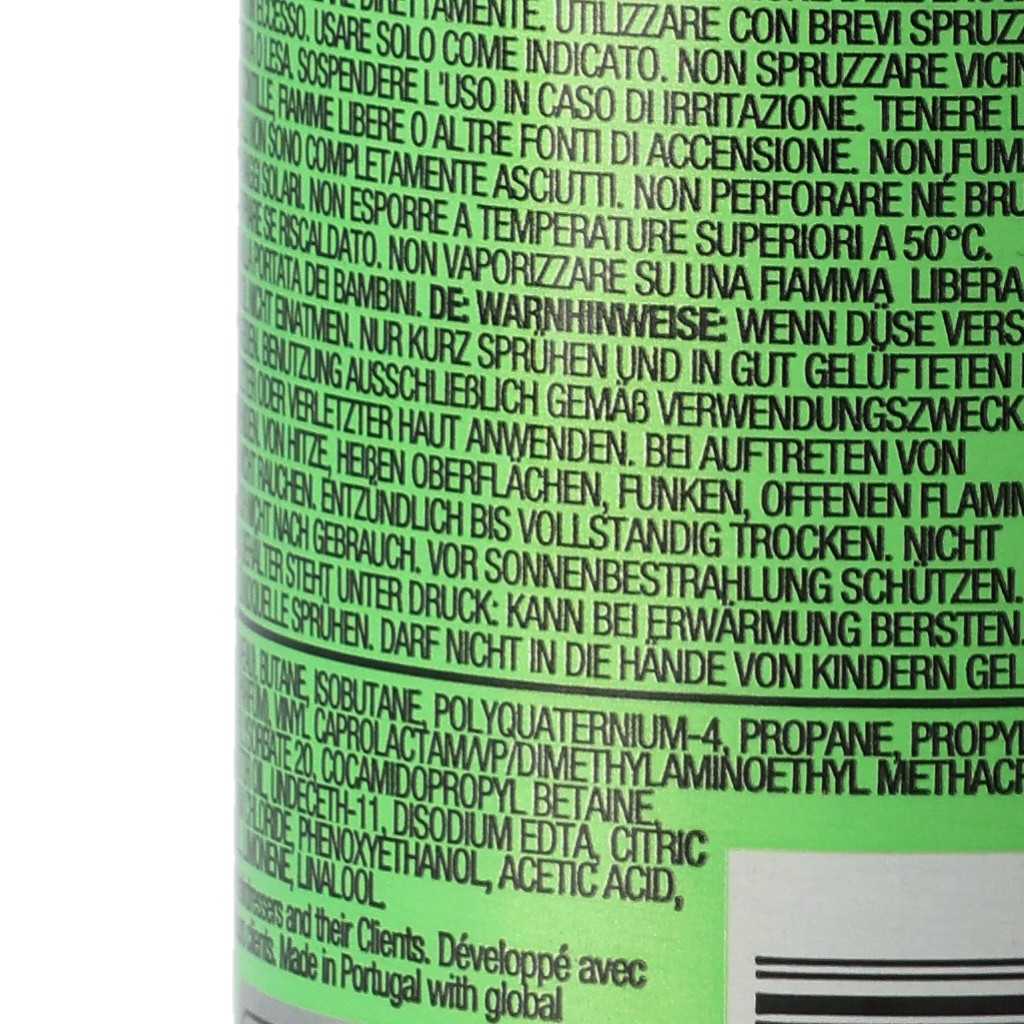 DIRETTAMENTE. UTILIZZARE CON BREVI SPRUZZ
ECCESSO. USARE SOLO COME INDICATO. NON SPRUZZARE VICIN
O LESA. SOSPENDERE L'USO IN CASO DI IRRITAZIONE. TENERE L
FIAMME LIBERE O ALTRE FONTI DI ACCENSIONE. NON FUM
NON SONO COMPLETAMENTE ASCIUTTI. NON PERFORARE NÉ BRU
SOLARI. NON ESPORRE A TEMPERATURE SUPERIORI A 50°C.
SE RISCALDATO. NON VAPORIZZARE SU UNA FIAMMA LIBERA
PORTATA DEI BAMBINI. DE: WARNHINWEISE: WENN DÜSE VERS
NICHT EINATMEN. NUR KURZ SPRÜHEN UND IN GUT GELÜFTETEN
BENUTZUNG AUSSCHLIEßLICH GEMÄß VERWENDUNGSZWECK
ODER VERLETZTER HAUT ANWENDEN. BEI AUFTRETEN VON
VON HITZE, HEIßEN OBERFLÄCHEN, FUNKEN, OFFENEN FLAMM
RAUCHEN. ENTZÜNDLICH BIS VOLLSTÄNDIG TROCKEN. NICHT
NICHT NACH GEBRAUCH. VOR SONNENBESTRAHLUNG SCHÜTZEN.
STEHT UNTER DRUCK: KANN BEI ERWÄRMUNG BERSTEN.
SPRÜHEN. DARF NICHT IN DIE HÄNDE VON KINDERN GEL
BUTANE, ISOBUTANE, POLYQUATERNIUM-4, PROPANE, PROPYL
VINYL CAPROLACTAM/VP/DIMETHYLAMINOETHYL METHACR
20, COCAMIDOPROPYL BETAINE,
UNDECETH-11, DISODIUM EDTA, CITRIC
PHENOXYETHANOL, ACETIC ACID,
LINALOOL.
and their Clients. Développé avec
clients. Made in Portugal with global